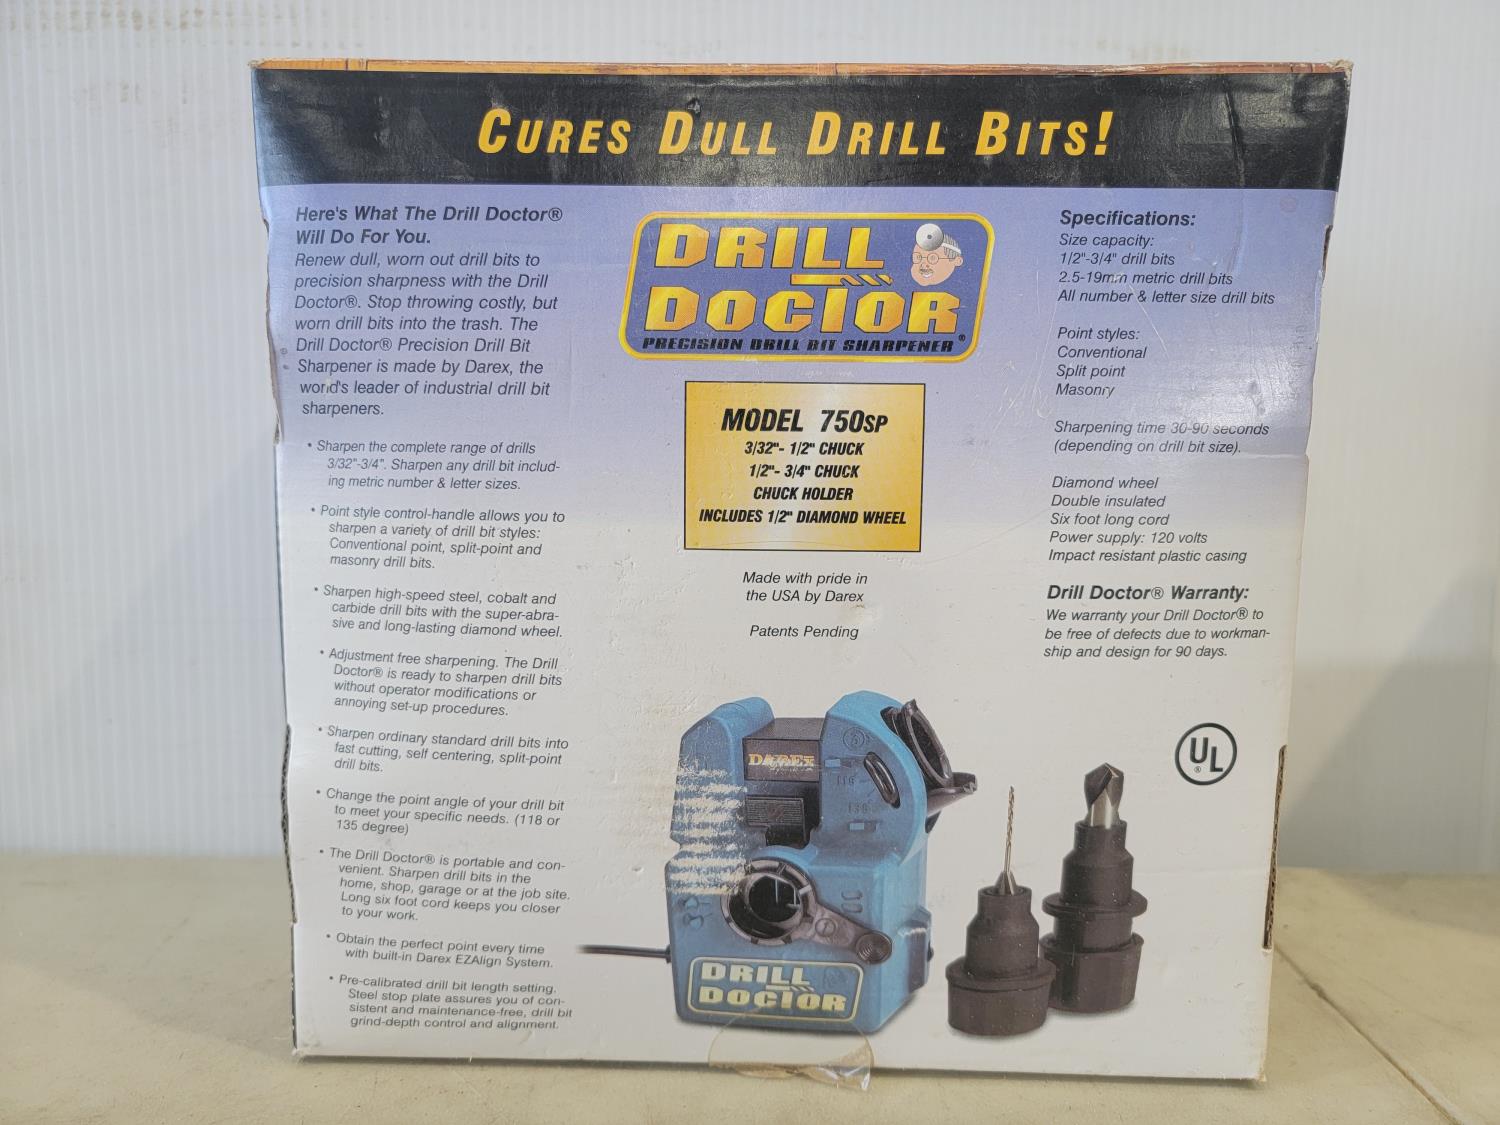 CURES DULL DRILL BITS!
Here's What The Drill Doctor®
Will Do For You.
Renew dull, worn out drill bits to
precision sharpness with the Drill
Doctor®. Stop throwing costly, but
worn drill bits into the trash. The
Drill Doctor® Precision Drill Bit
Sharpener is made by Darex, the
world's leader of industrial drill bit
sharpeners.
• Sharpen the complete range of drills
3/32"-3/4". Sharpen any drill bit includ-
ing metric number & letter sizes.
• Point style control-handle allows you to
sharpen a variety of drill bit styles:
Conventional point, split-point and
masonry drill bits.
• Sharpen high-speed steel, cobalt and
carbide drill bits with the super-abra-
sive and long-lasting diamond wheel.
• Adjustment free sharpening. The Drill
Doctor® is ready to sharpen drill bits
without operator modifications or
annoying set-up procedures.
• Sharpen ordinary standard drill bits into
fast cutting, self centering, split-point
drill bits.
• Change the point angle of your drill bit
to meet your specific needs. (118 or
135 degree)
• The Drill Doctor® is portable and con-
venient. Sharpen drill bits in the
home, shop, garage or at the job site.
Long six foot cord keeps you closer
to your work.
• Obtain the perfect point every time
with built-in Darex EZAlign System.
• Pre-calibrated drill bit length setting.
Steel stop plate assures you of con-
sistent and maintenance-free, drill bit
grind-depth control and alignment.
DRILL
DOCTOR
PRECISION DRILL BIT SHARPENER®
MODEL 750SP
3/32"- 1/2" CHUCK
1/2"- 3/4" CHUCK
CHUCK HOLDER
INCLUDES 1/2" DIAMOND WHEEL
Made with pride in
the USA by Darex
Patents Pending
DAREX
118
135
DRILL
DOCTOR
Specifications:
Size capacity:
1/2"-3/4" drill bits
2.5-19mm metric drill bits
All number & letter size drill bits
Point styles:
Conventional
Split point
Masonry
Sharpening time 30-90 seconds
(depending on drill bit size).
Diamond wheel
Double insulated
Six foot long cord
Power supply: 120 volts
Impact resistant plastic casing
Drill Doctor® Warranty:
We warranty your Drill Doctor® to
be free of defects due to workman-
ship and design for 90 days.
UL®